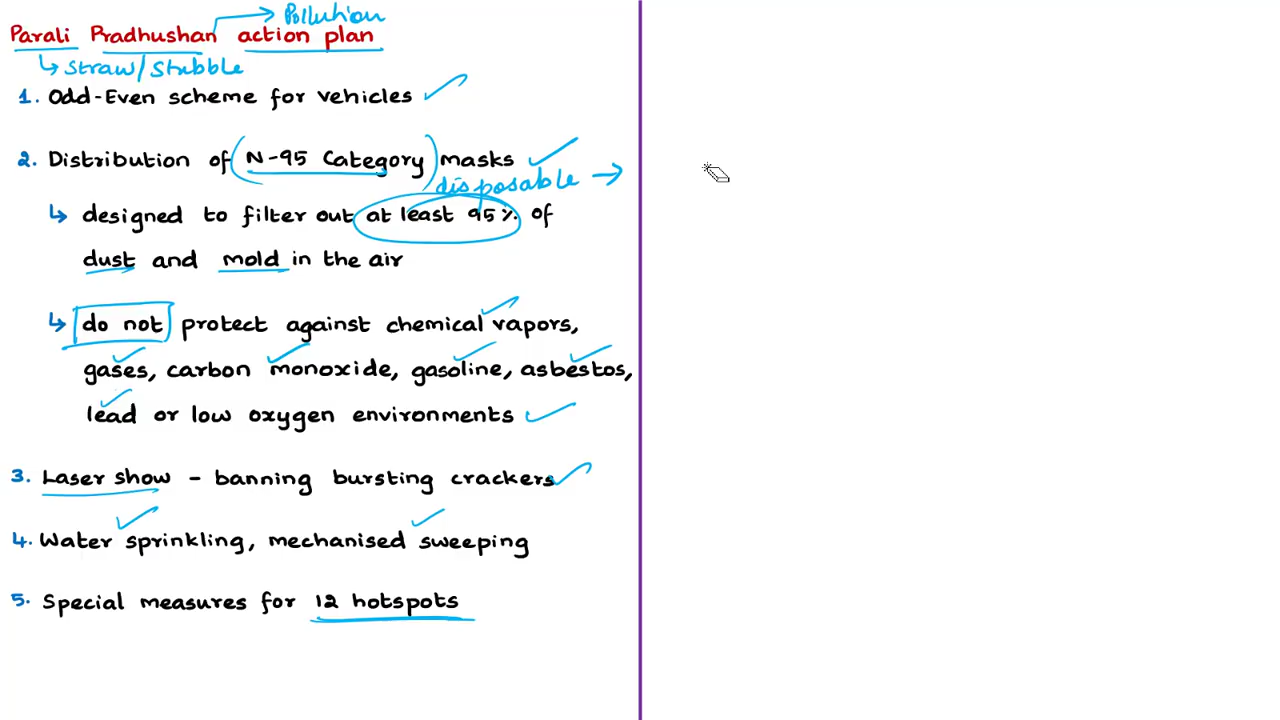 Pollution
Parali Pradhushan action plan
↳ Straw/Stubble
1. Odd-Even scheme for vehicles
2. Distribution of (N-95 Category) masks
disposable →
↳ designed to filter out at least 95% of
dust and mold in the air
↳ do not protect against chemical vapors,
gases, carbon monoxide, gasoline, asbestos,
lead or low oxygen environments
3. Laser show - banning bursting crackers
4. Water sprinkling, mechanised sweeping
5. Special measures for 12 hotspots